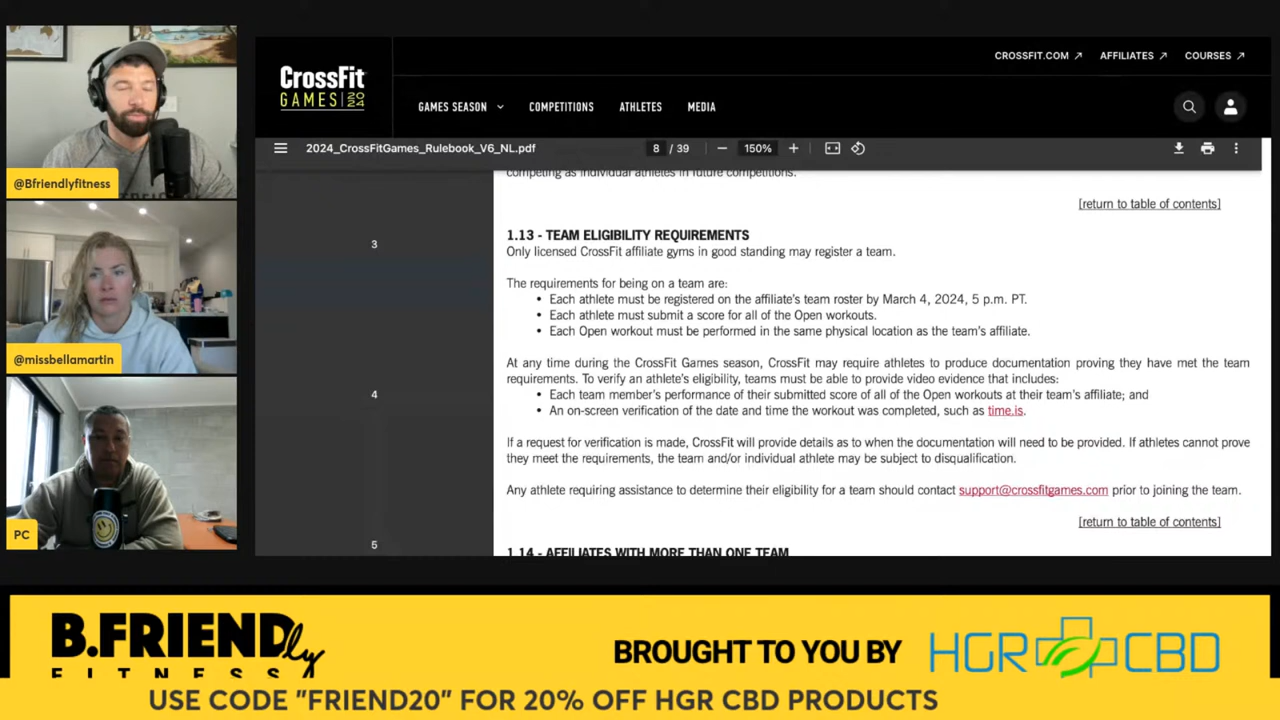 @Bfriendlyfitness
@missbellamartin
PC
CrossFit
GAMES 2024
CROSSFIT.COM ↗ AFFILIATES ↗ COURSES ↗
GAMES SEASON COMPETITIONS ATHLETES MEDIA
2024_CrossFitGames_Rulebook_V6_NL.pdf 8 / 39 — 150% +
3
4
5
competing as individual athletes in future competitions.
[return to table of contents]
1.13 - TEAM ELIGIBILITY REQUIREMENTS
Only licensed CrossFit affiliate gyms in good standing may register a team.
The requirements for being on a team are:
• Each athlete must be registered on the affiliate's team roster by March 4, 2024, 5 p.m. PT.
• Each athlete must submit a score for all of the Open workouts.
• Each Open workout must be performed in the same physical location as the team's affiliate.
At any time during the CrossFit Games season, CrossFit may require athletes to produce documentation proving they have met the team
requirements. To verify an athlete's eligibility, teams must be able to provide video evidence that includes:
• Each team member's performance of their submitted score of all of the Open workouts at their team's affiliate; and
• An on-screen verification of the date and time the workout was completed, such as time.is.
If a request for verification is made, CrossFit will provide details as to when the documentation will need to be provided. If athletes cannot prove
they meet the requirements, the team and/or individual athlete may be subject to disqualification.
Any athlete requiring assistance to determine their eligibility for a team should contact support@crossfitgames.com prior to joining the team.
[return to table of contents]
1.14 - AFFILIATES WITH MORE THAN ONE TEAM
B.FRIENDly
FITNESS
BROUGHT TO YOU BY
HGR CBD
USE CODE "FRIEND20" FOR 20% OFF HGR CBD PRODUCTS